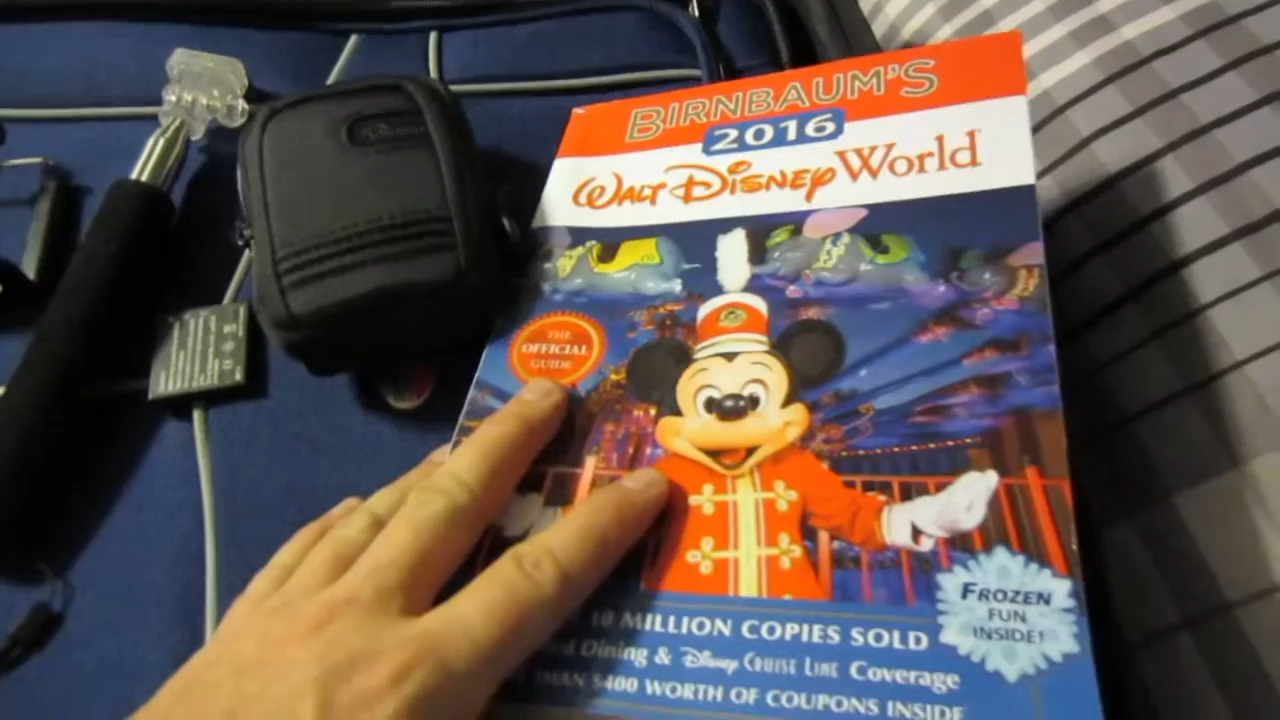 BIRNBAUM'S
2016
WALT DISNEY World
THE
OFFICIAL
GUIDE
10 MILLION COPIES SOLD
Dining & Disney CRUISE LINE Coverage
THAN $400 WORTH OF COUPONS INSIDE
FROZEN
FUN
INSIDE!